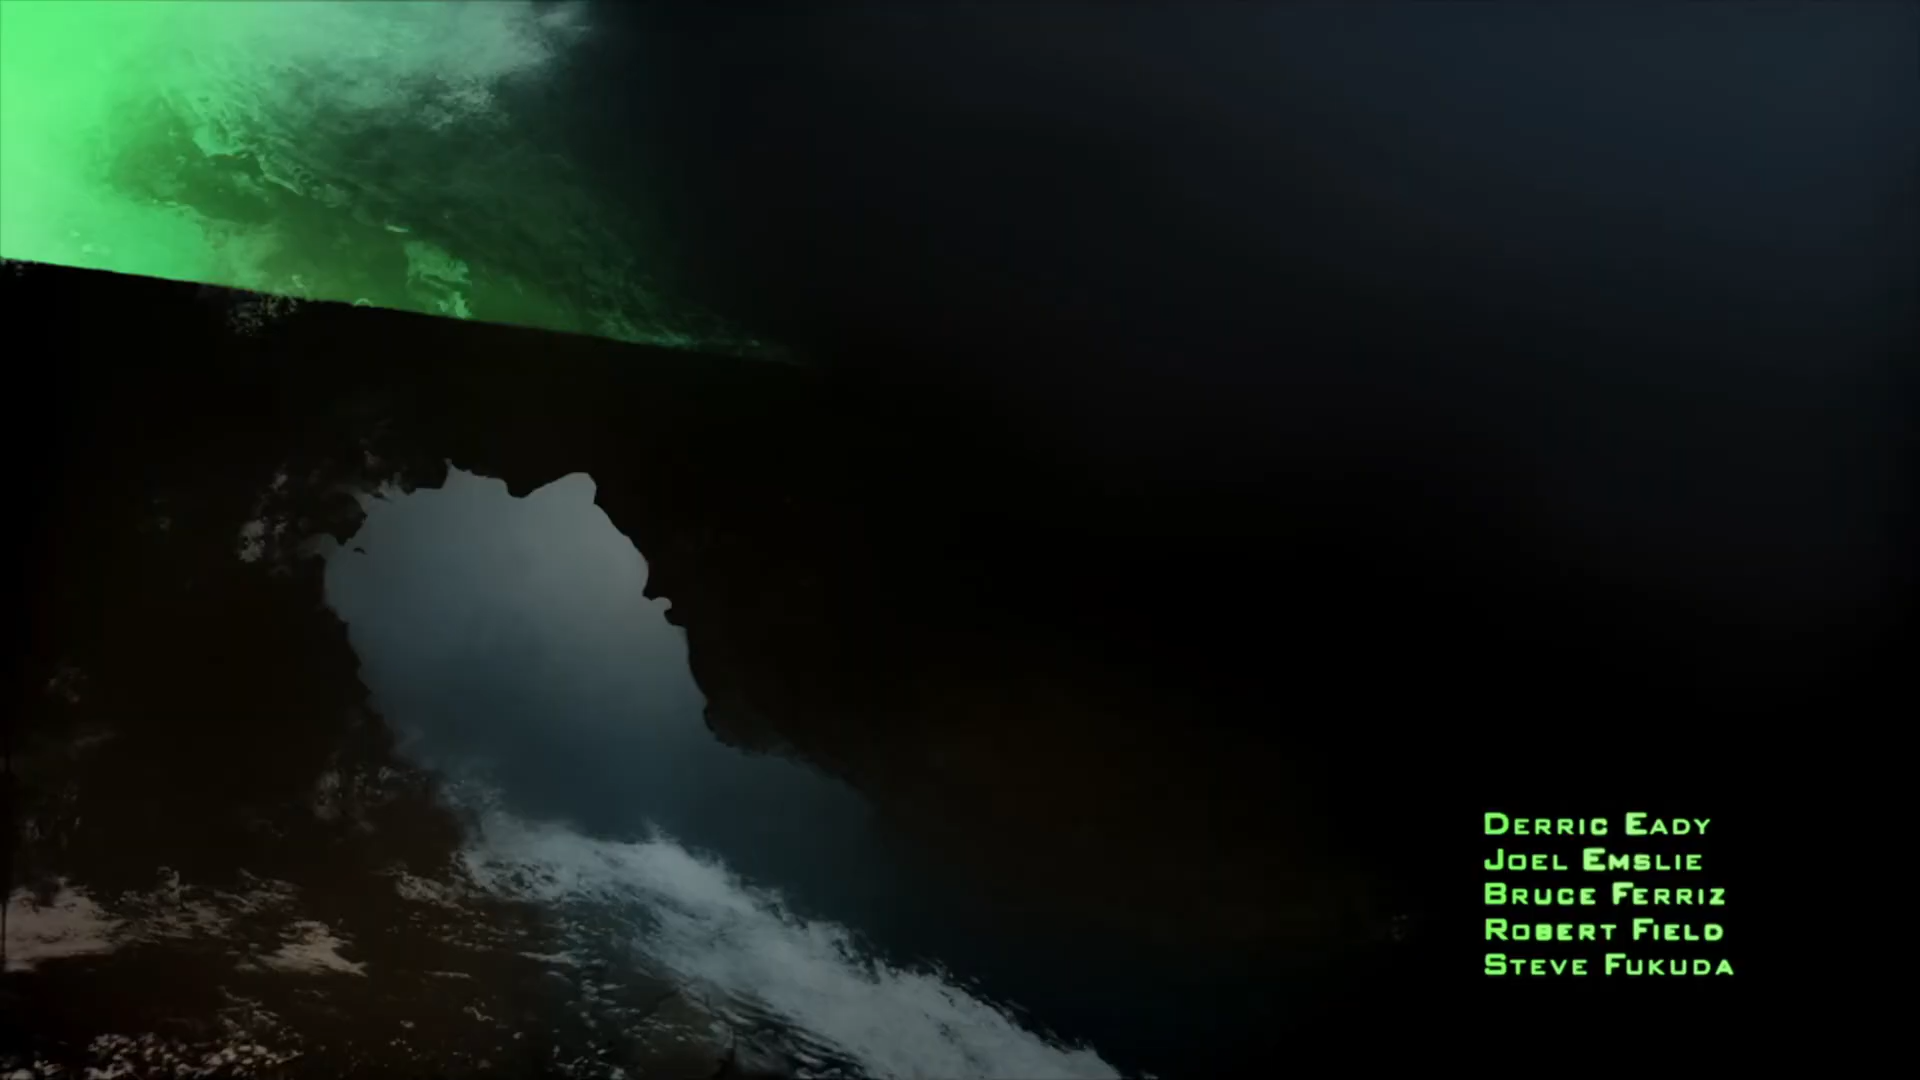 Derric Eady
Joel Emslie
Bruce Ferriz
Robert Field
Steve Fukuda